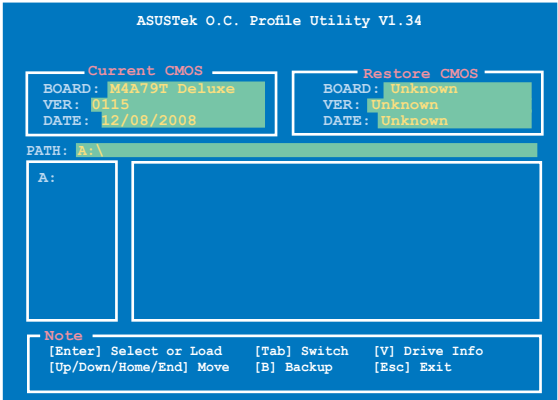 ASUSTek O.C. Profile Utility V1.34
Current CMOS
BOARD: M4A79T Deluxe
VER: 0115
DATE: 12/08/2008
Restore CMOS
BOARD: Unknown
VER: Unknown
DATE: Unknown
PATH: A:\
A:
Note
[Enter] Select or Load [Tab] Switch [V] Drive Info
[Up/Down/Home/End] Move [B] Backup [Esc] Exit